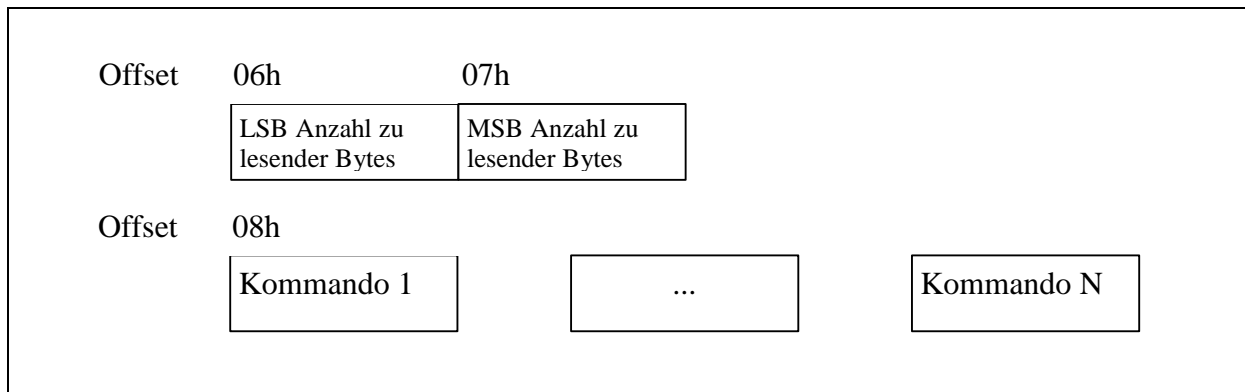 Offset 06h 07h
LSB Anzahl zu MSB Anzahl zu
lesender Bytes lesender Bytes
Offset 08h
Kommando 1 ... Kommando N